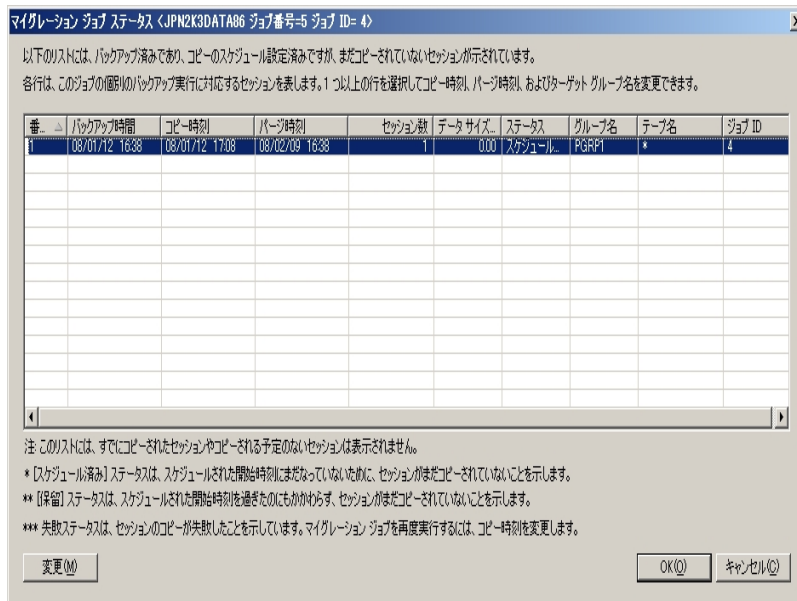 マイグレーション ジョブ ステータス <JPN2K3DATA86 ジョブ番号=5 ジョブ ID= 4>
以下のリストには、バックアップ済みであり、コピーのスケジュール設定済みですが、まだコピーされていないセッションが示されています。
各行は、このジョブの個別のバックアップ実行に対応するセッションを表します。1 つ以上の行を選択してコピー時刻、パージ時刻、およびターゲット グループ名を変更できます。
番... バックアップ時間 コピー時刻 パージ時刻 セッション数 データ サイズ... ステータス グループ名 テープ名 ジョブ ID
1 08/01/12 16:38 08/01/12 17:08 08/02/09 16:38 1 0.00 スケジュール... PGRP1 * 4
注: このリストには、すでにコピーされたセッションやコピーされる予定のないセッションは表示されません。
* [スケジュール済み] ステータスは、スケジュールされた開始時刻にまだなっていないために、セッションがまだコピーされていないことを示します。
** [保留] ステータスは、スケジュールされた開始時刻を過ぎたのにもかかわらず、セッションがまだコピーされていないことを示します。
*** 失敗ステータスは、セッションのコピーが失敗したことを示しています。マイグレーション ジョブを再度実行するには、コピー時刻を変更します。
変更(M) OK(O) キャンセル(C)